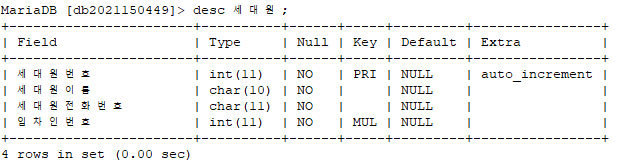 MariaDB [db2021150449]> desc 세대원 ;
+----------------+----------+------+-----+---------+----------------+
| Field | Type | Null | Key | Default | Extra |
+----------------+----------+------+-----+---------+----------------+
| 세대원번호 | int(11) | NO | PRI | NULL | auto_increment |
| 세대원이름 | char(10) | NO | | NULL | |
| 세대원전화번호 | char(11) | NO | | NULL | |
| 임차인번호 | int(11) | NO | MUL | NULL | |
+----------------+----------+------+-----+---------+----------------+
4 rows in set (0.00 sec)